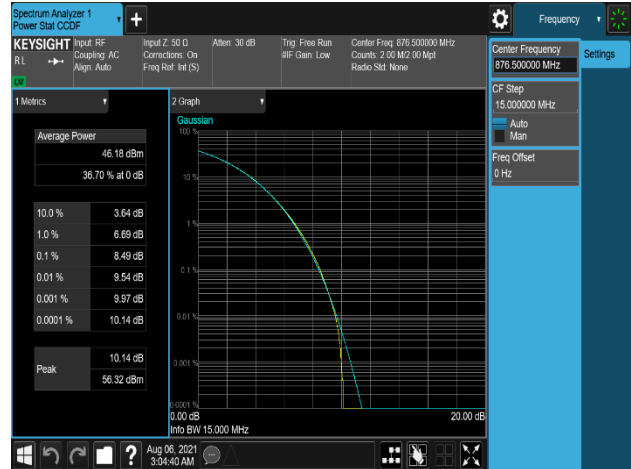 Spectrum Analyzer 1
Power Stat CCDF
Frequency
KEYSIGHT
RL
LXI
Input: RF
Coupling: AC
Align: Auto
Input Z: 50 Ω
Corrections: On
Freq Ref: Int (S)
Atten: 30 dB
Trig: Free Run
#IF Gain: Low
Center Freq: 876.500000 MHz
Counts: 2.00 M/2.00 Mpt
Radio Std: None
Center Frequency
876.500000 MHz
Settings
CF Step
15.000000 MHz
Auto
Man
Freq Offset
0 Hz
1 Metrics
Average Power
46.18 dBm
36.70 % at 0 dB
10.0 % 3.64 dB
1.0 % 6.69 dB
0.1 % 8.49 dB
0.01 % 9.54 dB
0.001 % 9.97 dB
0.0001 % 10.14 dB
Peak
10.14 dB
56.32 dBm
2 Graph
Gaussian
100 %
10 %
1 %
0.1 %
0.01 %
0.001 %
0.0001 %
0.00 dB
20.00 dB
Info BW 15.000 MHz
?
Aug 06, 2021
3:04:40 AM